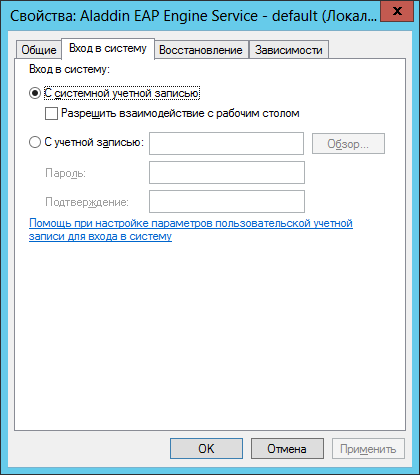 Свойства: Aladdin EAP Engine Service - default (Локал...
x
Общие Вход в систему Восстановление Зависимости
Вход в систему:
С системной учетной записью
Разрешить взаимодействие с рабочим столом
С учетной записью: Обзор...
Пароль:
Подтверждение:
Помощь при настройке параметров пользовательской учетной
записи для входа в систему
OK Отмена Применить